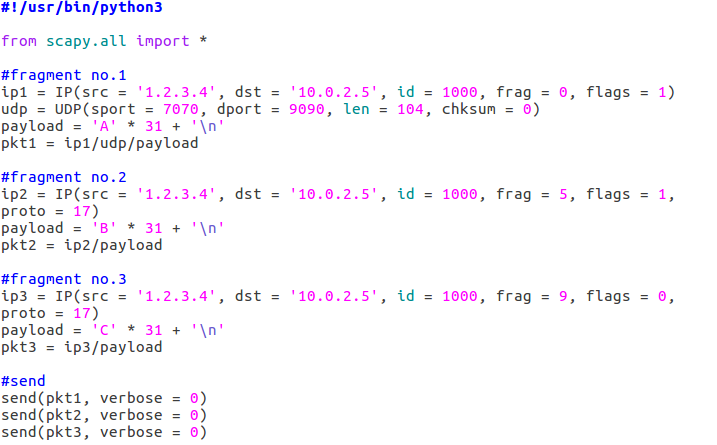 #!/usr/bin/python3
from scapy.all import *
#fragment no.1
ip1 = IP(src = '1.2.3.4', dst = '10.0.2.5', id = 1000, frag = 0, flags = 1)
udp = UDP(sport = 7070, dport = 9090, len = 104, chksum = 0)
payload = 'A' * 31 + '\n'
pkt1 = ip1/udp/payload
#fragment no.2
ip2 = IP(src = '1.2.3.4', dst = '10.0.2.5', id = 1000, frag = 5, flags = 1,
proto = 17)
payload = 'B' * 31 + '\n'
pkt2 = ip2/payload
#fragment no.3
ip3 = IP(src = '1.2.3.4', dst = '10.0.2.5', id = 1000, frag = 9, flags = 0,
proto = 17)
payload = 'C' * 31 + '\n'
pkt3 = ip3/payload
#send
send(pkt1, verbose = 0)
send(pkt2, verbose = 0)
send(pkt3, verbose = 0)